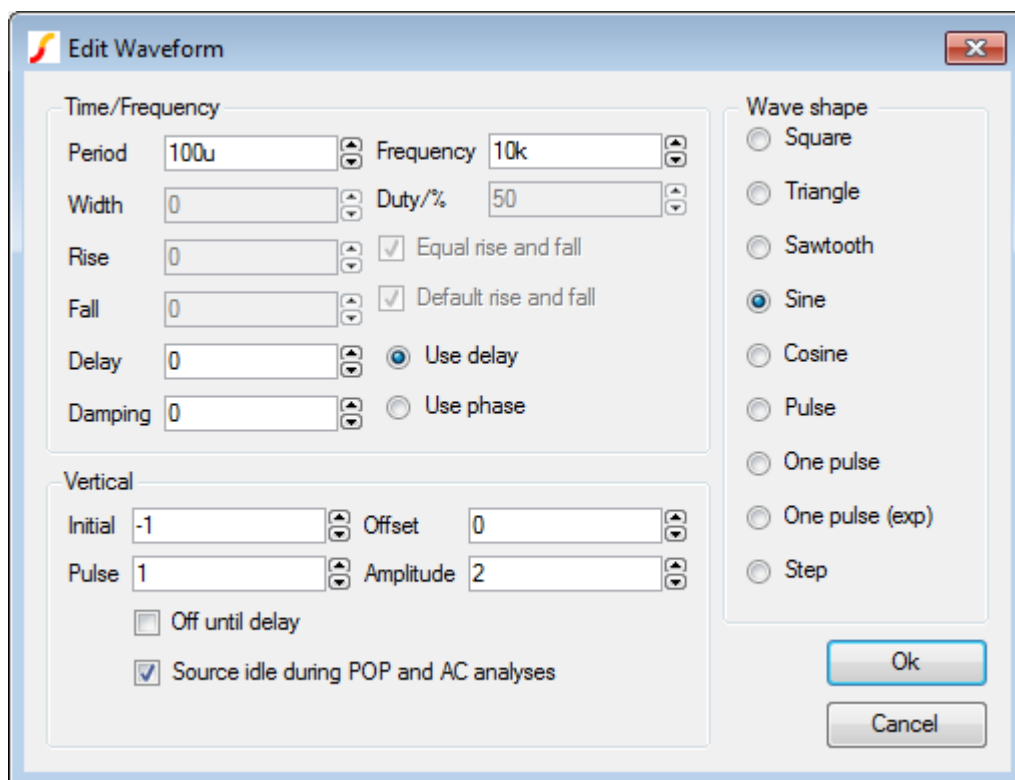 Edit Waveform
Time/Frequency
Period 100u Frequency 10k
Width 0 Duty/% 50
Rise 0 Equal rise and fall
Fall 0 Default rise and fall
Delay 0 Use delay
Damping 0 Use phase
Vertical
Initial -1 Offset 0
Pulse 1 Amplitude 2
Off until delay
Source idle during POP and AC analyses
Wave shape
Square
Triangle
Sawtooth
Sine
Cosine
Pulse
One pulse
One pulse (exp)
Step
Ok
Cancel